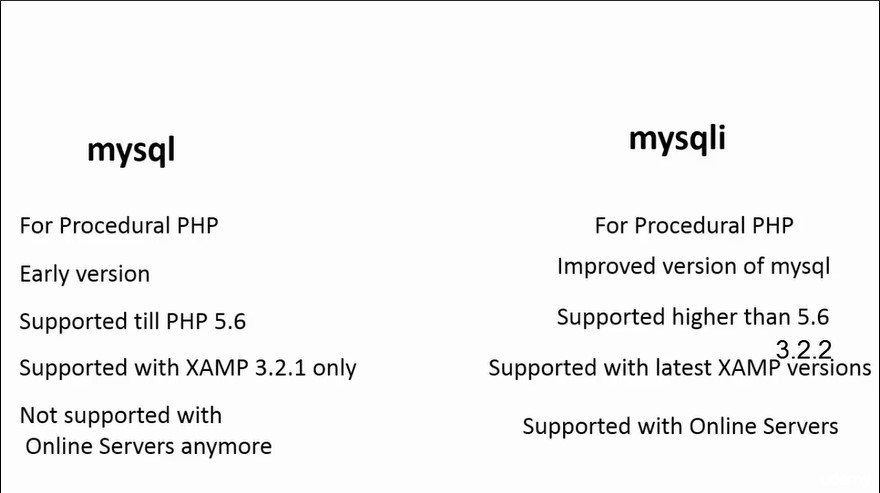 mysql
For Procedural PHP
Early version
Supported till PHP 5.6
Supported with XAMP 3.2.1 only
Not supported with
Online Servers anymore
mysqli
For Procedural PHP
Improved version of mysql
Supported higher than 5.6
3.2.2
Supported with latest XAMP versions
Supported with Online Servers